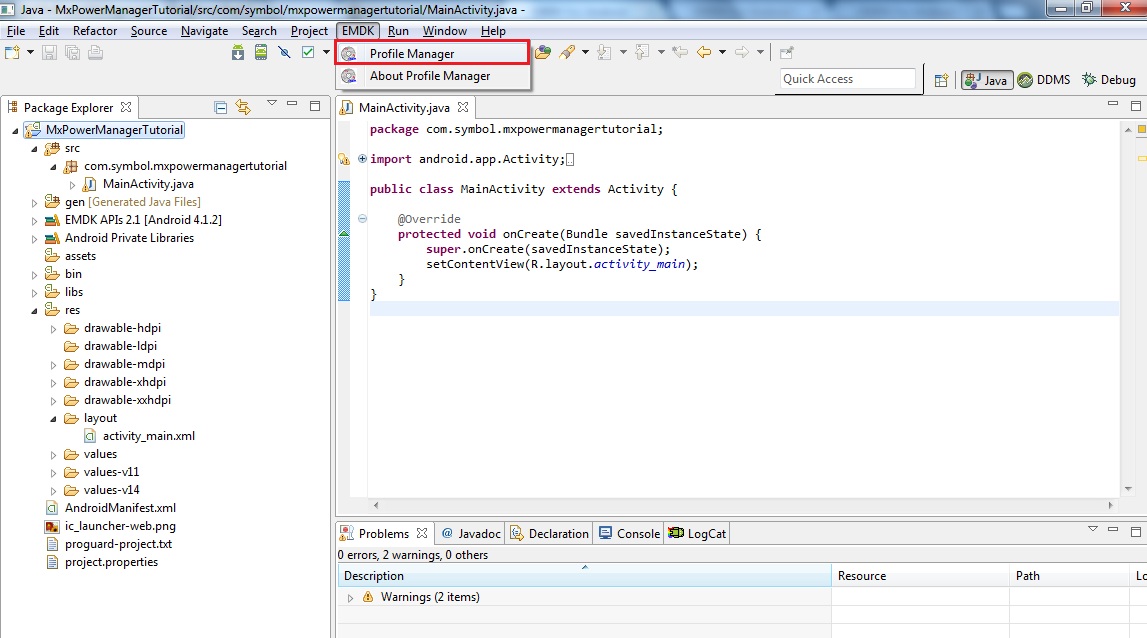 Java - MxPowerManagerTutorial/src/com/symbol/mxpowermanagertutorial/MainActivity.java -
File Edit Refactor Source Navigate Search Project EMDK Run Window Help
Profile Manager
About Profile Manager
Quick Access
Java
DDMS
Debug
Package Explorer
MxPowerManagerTutorial
src
com.symbol.mxpowermanagertutorial
MainActivity.java
gen [Generated Java Files]
EMDK APIs 2.1 [Android 4.1.2]
Android Private Libraries
assets
bin
libs
res
drawable-hdpi
drawable-ldpi
drawable-mdpi
drawable-xhdpi
drawable-xxhdpi
layout
activity_main.xml
values
values-v11
values-v14
AndroidManifest.xml
ic_launcher-web.png
proguard-project.txt
project.properties
MainActivity.java
package com.symbol.mxpowermanagertutorial;
import android.app.Activity;
public class MainActivity extends Activity {
@Override
protected void onCreate(Bundle savedInstanceState) {
super.onCreate(savedInstanceState);
setContentView(R.layout.activity_main);
}
}
Problems @ Javadoc Declaration Console LogCat
0 errors, 2 warnings, 0 others
Description Resource Path Lo
Warnings (2 items)